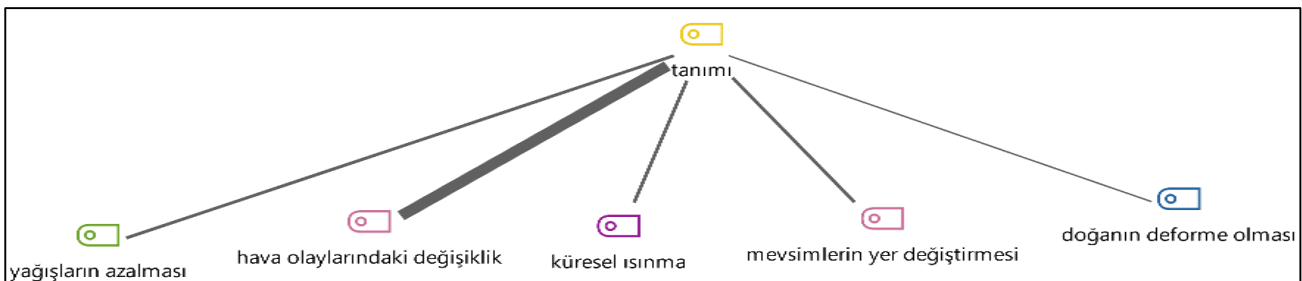 tanımı
yağışların azalması
hava olaylarındaki değişiklik
küresel ısınma
mevsimlerin yer değiştirmesi
doğanın deforme olması